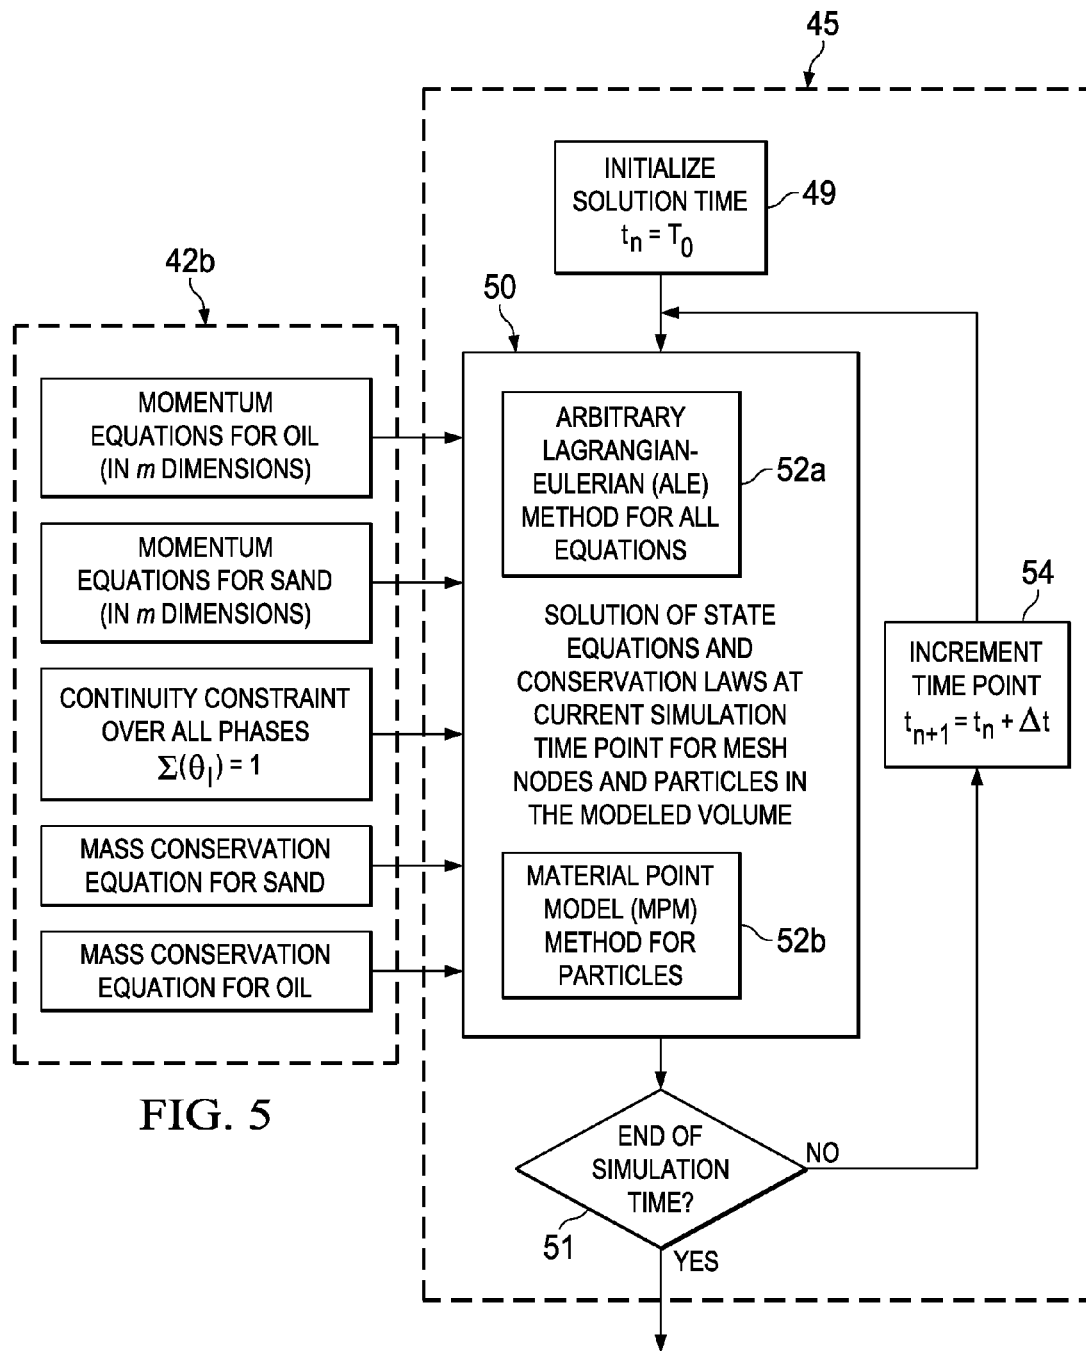 45
INITIALIZE
SOLUTION TIME
tn = T0
49
42b
50
MOMENTUM
EQUATIONS FOR OIL
(IN m DIMENSIONS)
MOMENTUM
EQUATIONS FOR SAND
(IN m DIMENSIONS)
CONTINUITY CONSTRAINT
OVER ALL PHASES
Σ(θl) = 1
MASS CONSERVATION
EQUATION FOR SAND
MASS CONSERVATION
EQUATION FOR OIL
FIG. 5
ARBITRARY
LAGRANGIAN-
EULERIAN (ALE)
METHOD FOR ALL
EQUATIONS
52a
SOLUTION OF STATE
EQUATIONS AND
CONSERVATION LAWS AT
CURRENT SIMULATION
TIME POINT FOR MESH
NODES AND PARTICLES IN
THE MODELED VOLUME
MATERIAL POINT
MODEL (MPM)
METHOD FOR
PARTICLES
52b
54
INCREMENT
TIME POINT
tn+1 = tn + Δt
END OF
SIMULATION
TIME?
51
NO
YES